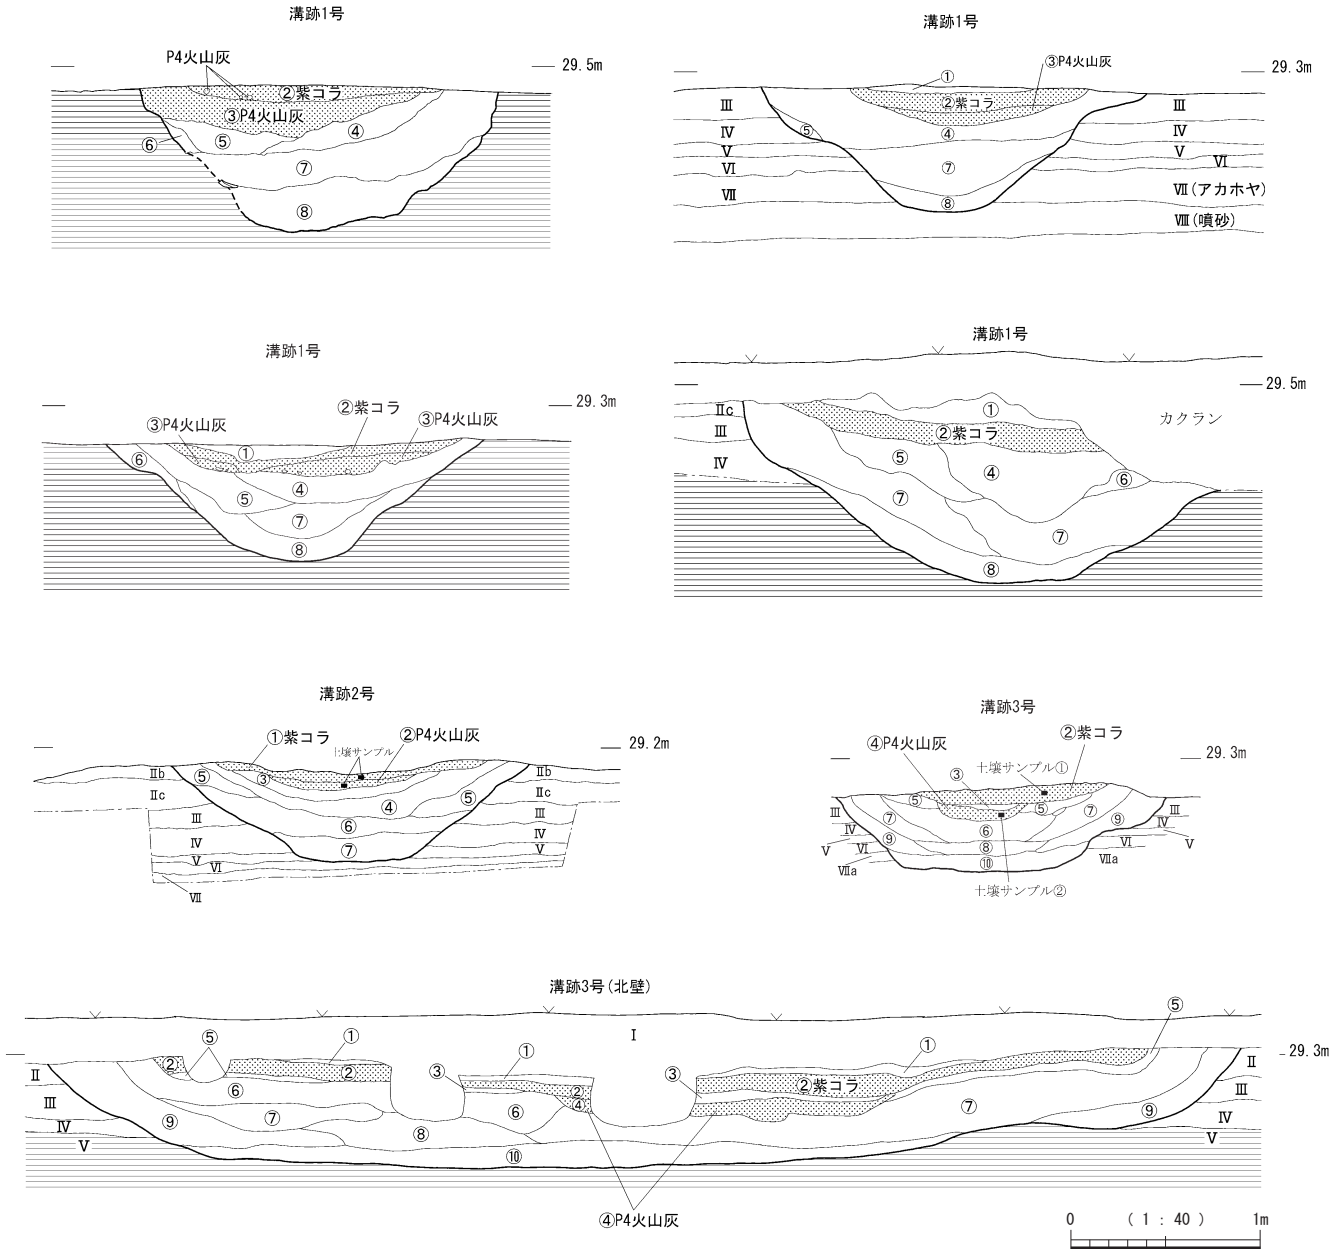 溝跡1号
P4火山灰
29.5m
②紫コラ
③P4火山灰
④
⑤
⑥
⑦
⑧
溝跡1号
①
③P4火山灰
29.3m
②紫コラ
Ⅲ
Ⅲ
Ⅳ
⑤
④
Ⅳ
Ⅴ
Ⅴ
Ⅵ
⑦
Ⅵ
Ⅶ
⑧
Ⅶ(アカホヤ)
Ⅷ(噴砂)
溝跡1号
29.3m
②紫コラ
③P4火山灰
③P4火山灰
①
⑥
④
⑤
⑦
⑧
溝跡1号
29.5m
Ⅱc
①
カクラン
Ⅲ
②紫コラ
Ⅳ
⑤
④
⑥
⑦
⑦
⑧
溝跡2号
①紫コラ
②P4火山灰
29.2m
土壌サンプル
Ⅱb
⑤
③
Ⅱb
Ⅱc
④
⑤
Ⅱc
Ⅲ
⑥
Ⅲ
Ⅳ
⑦
Ⅳ
Ⅴ
Ⅴ
Ⅵ
Ⅶ
溝跡3号
④P4火山灰
②紫コラ
29.3m
③
土壌サンプル①
⑤
⑤
Ⅲ
⑦
⑦
Ⅲ
Ⅳ
⑨
⑥
⑨
Ⅳ
Ⅴ
Ⅵ
⑧
Ⅵ
Ⅴ
Ⅶa
⑩
Ⅶa
土壌サンプル②
溝跡3号(北壁)
Ⅰ
⑤
⑤
①
①
①
29.3m
Ⅱ
②
②
③
②
③
②紫コラ
Ⅱ
Ⅲ
⑥
⑥
④
⑦
Ⅲ
Ⅳ
⑨
⑦
⑧
⑨
Ⅳ
Ⅴ
⑩
Ⅴ
④P4火山灰
0 (1:40) 1m